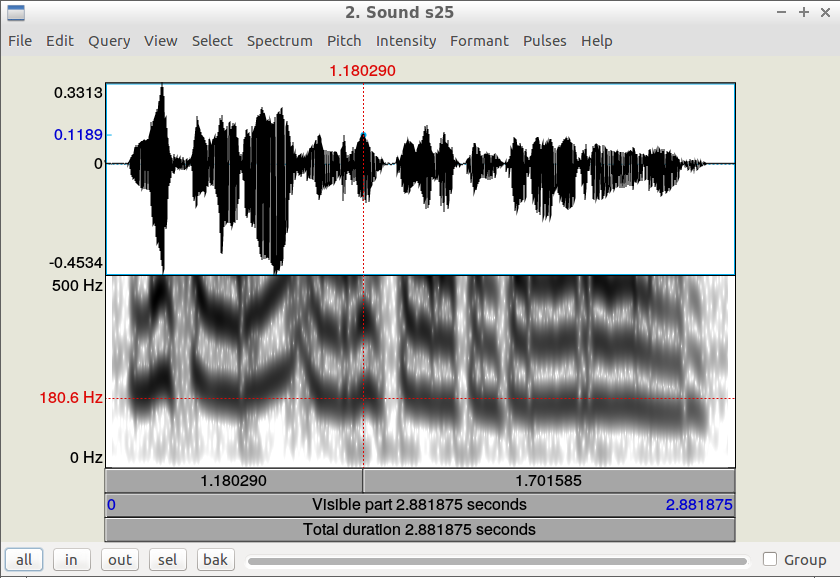 2. Sound s25
File Edit Query View Select Spectrum Pitch Intensity Formant Pulses Help
1.180290
0.3313
0.1189
0
-0.4534
500 Hz
180.6 Hz
0 Hz
1.180290 1.701585
0 Visible part 2.881875 seconds 2.881875
Total duration 2.881875 seconds
all in out sel bak Group